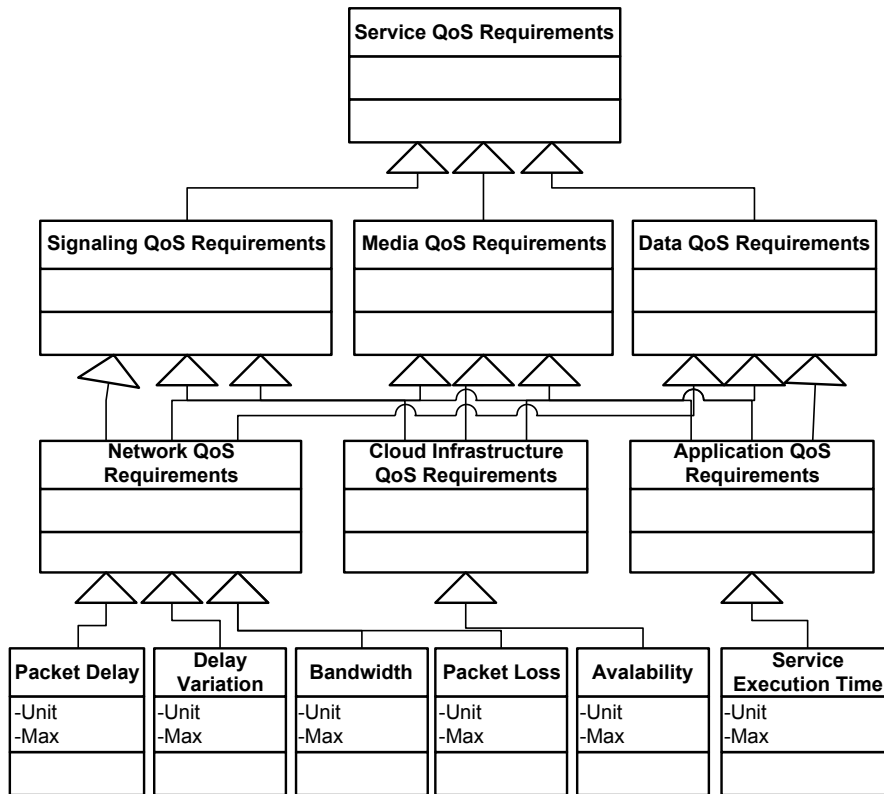 Service QoS Requirements
Signaling QoS Requirements
Media QoS Requirements
Data QoS Requirements
Network QoS
Requirements
Cloud Infrastructure
QoS Requirements
Application QoS
Requirements
Packet Delay
-Unit
-Max
Delay
Variation
-Unit
-Max
Bandwidth
-Unit
-Max
Packet Loss
-Unit
-Max
Avalability
-Unit
-Max
Service
Execution Time
-Unit
-Max